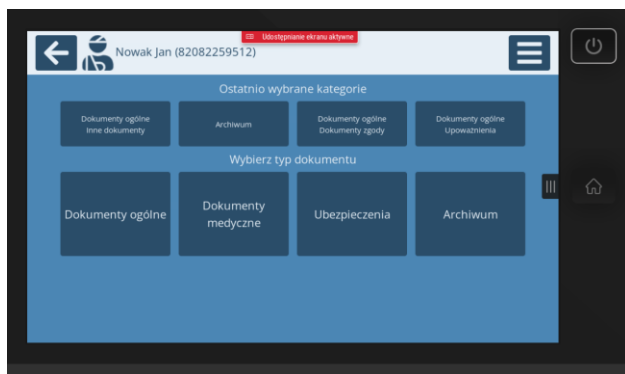 Udostępnianie ekranu aktywne
Nowak Jan (82082259512)
Ostatnio wybrane kategorie
Dokumenty ogólne
Inne dokumenty
Archiwum
Dokumenty ogólne
Dokumenty zgody
Dokumenty ogólne
Upoważnienia
Wybierz typ dokumentu
Dokumenty ogólne
Dokumenty
medyczne
Ubezpieczenia
Archiwum